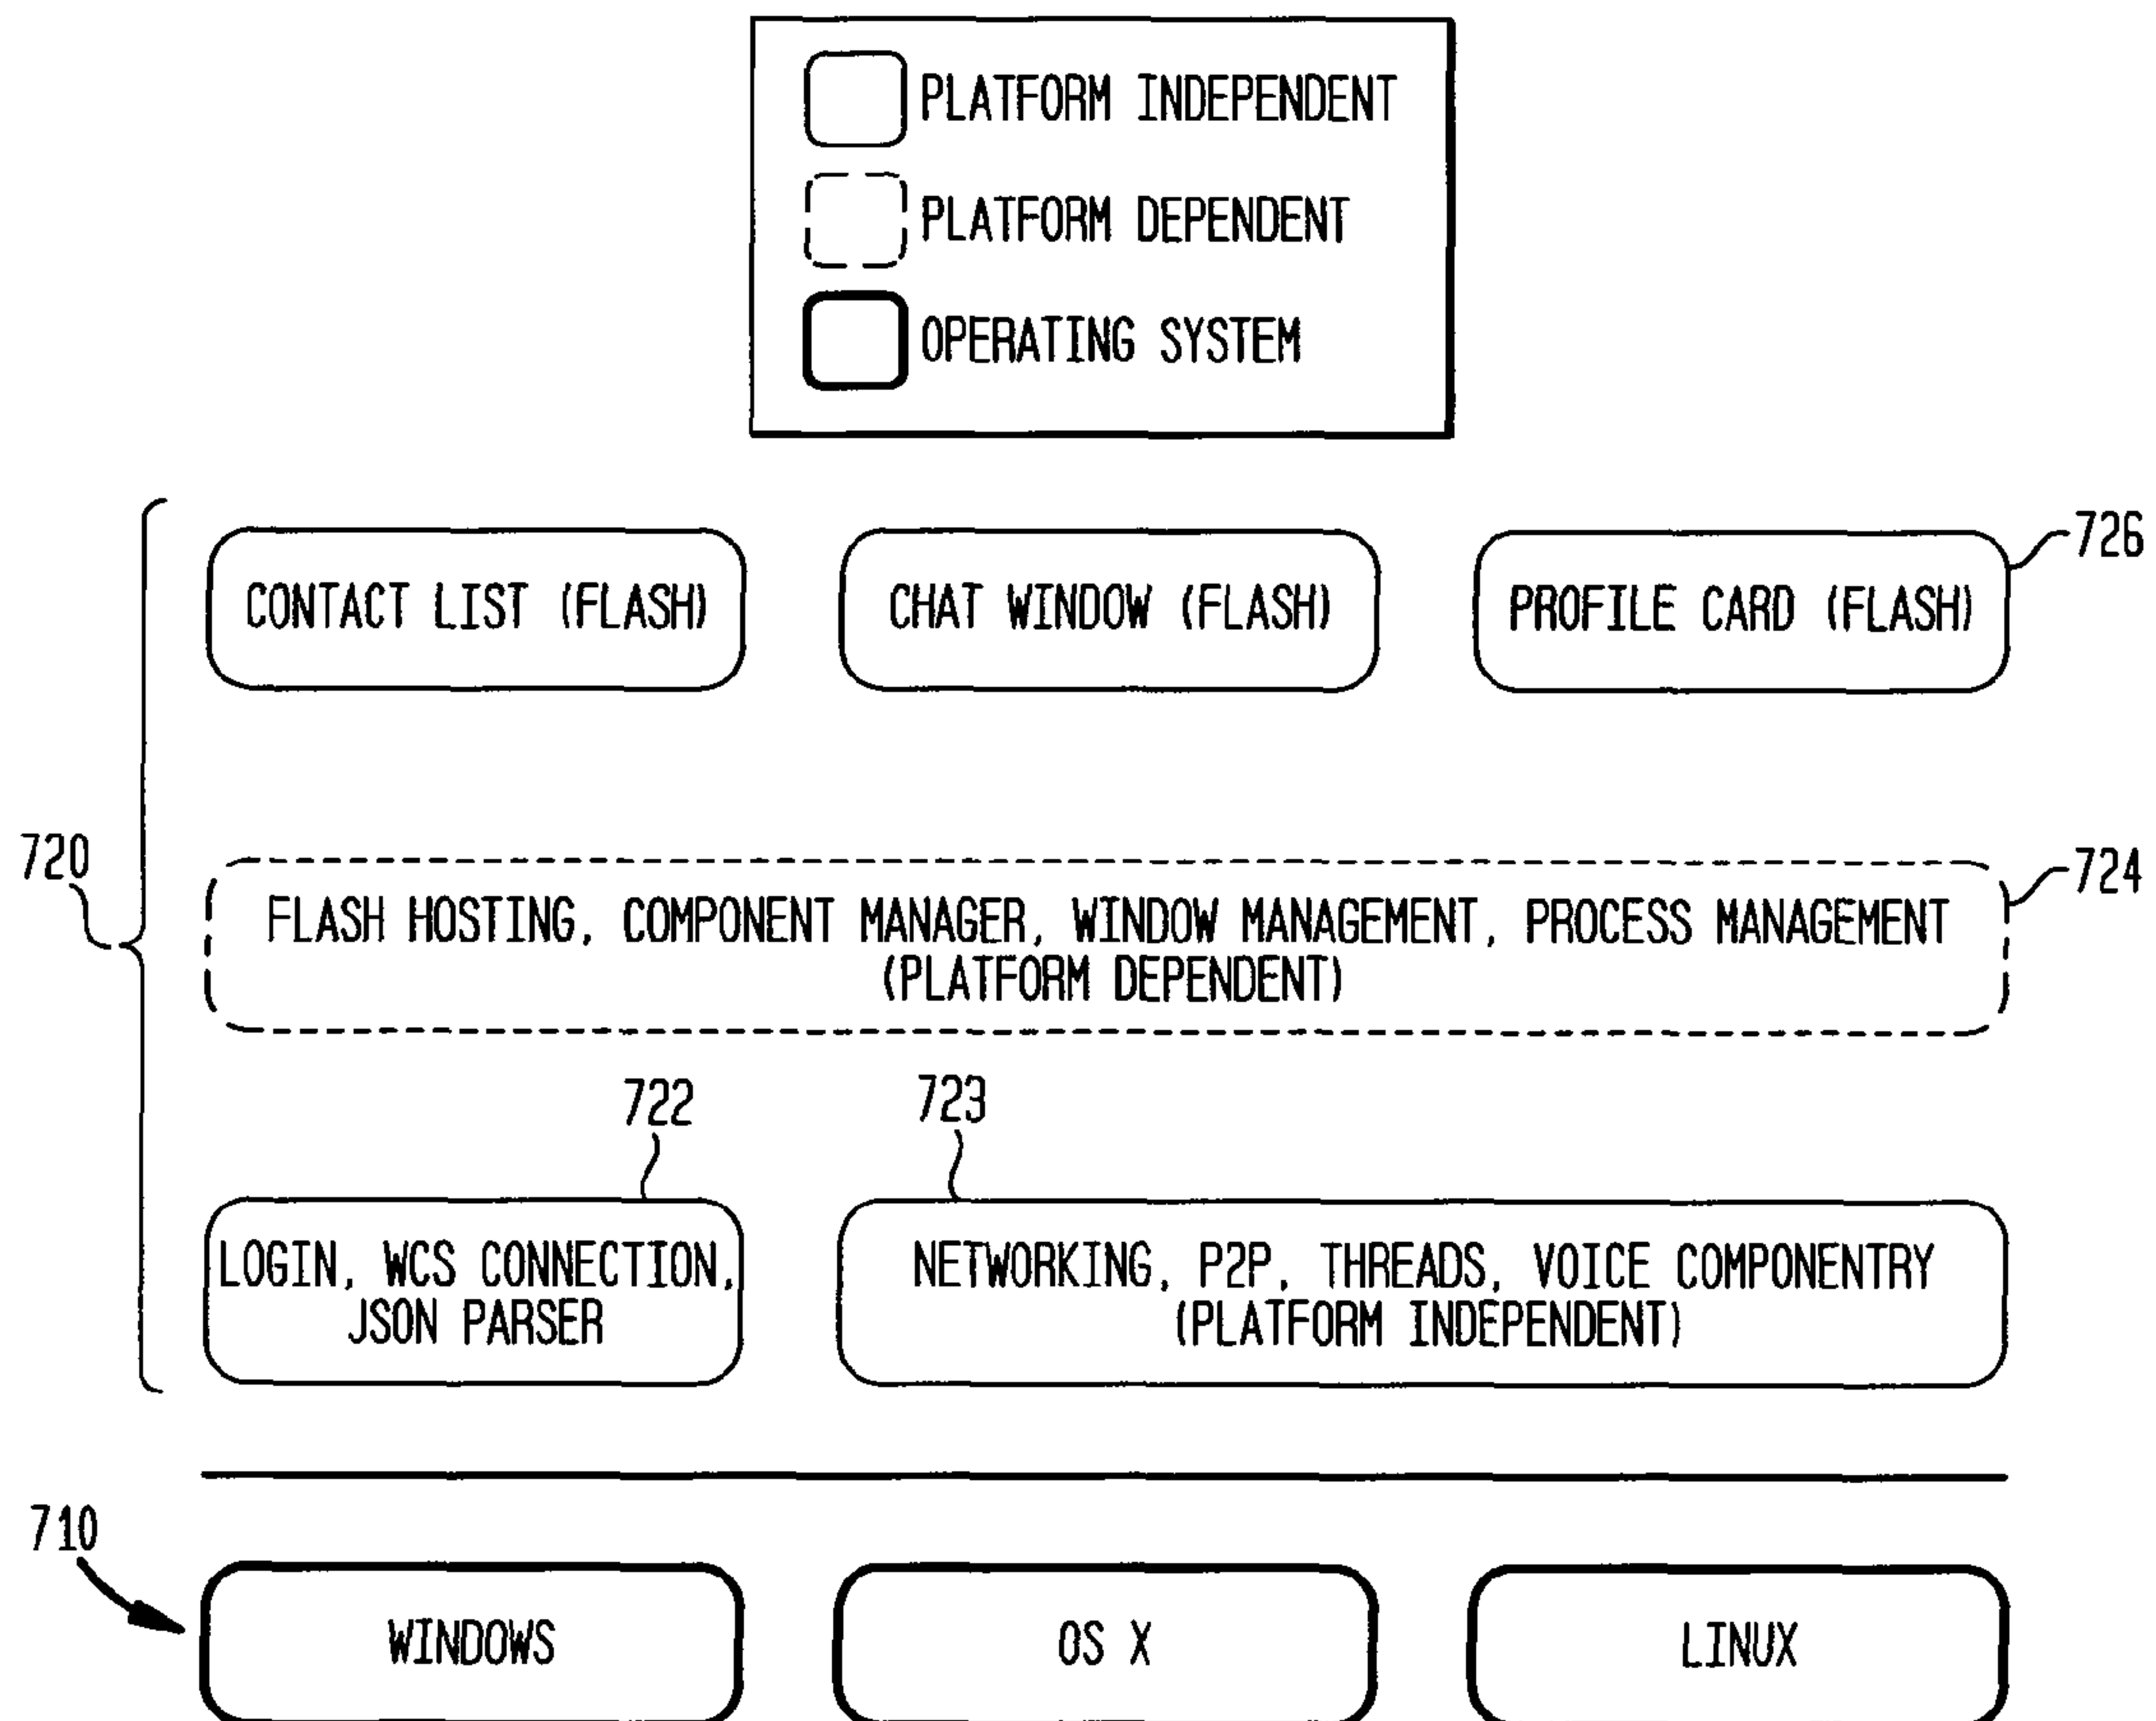 PLATFORM INDEPENDENT
PLATFORM DEPENDENT
OPERATING SYSTEM
726
CONTACT LIST (FLASH)
CHAT WINDOW (FLASH)
PROFILE CARD (FLASH)
720
724
FLASH HOSTING, COMPONENT MANAGER, WINDOW MANAGEMENT, PROCESS MANAGEMENT
(PLATFORM DEPENDENT)
722
723
LOGIN, WCS CONNECTION,
JSON PARSER
NETWORKING, P2P, THREADS, VOICE COMPONENTRY
(PLATFORM INDEPENDENT)
710
WINDOWS
OS X
LINUX